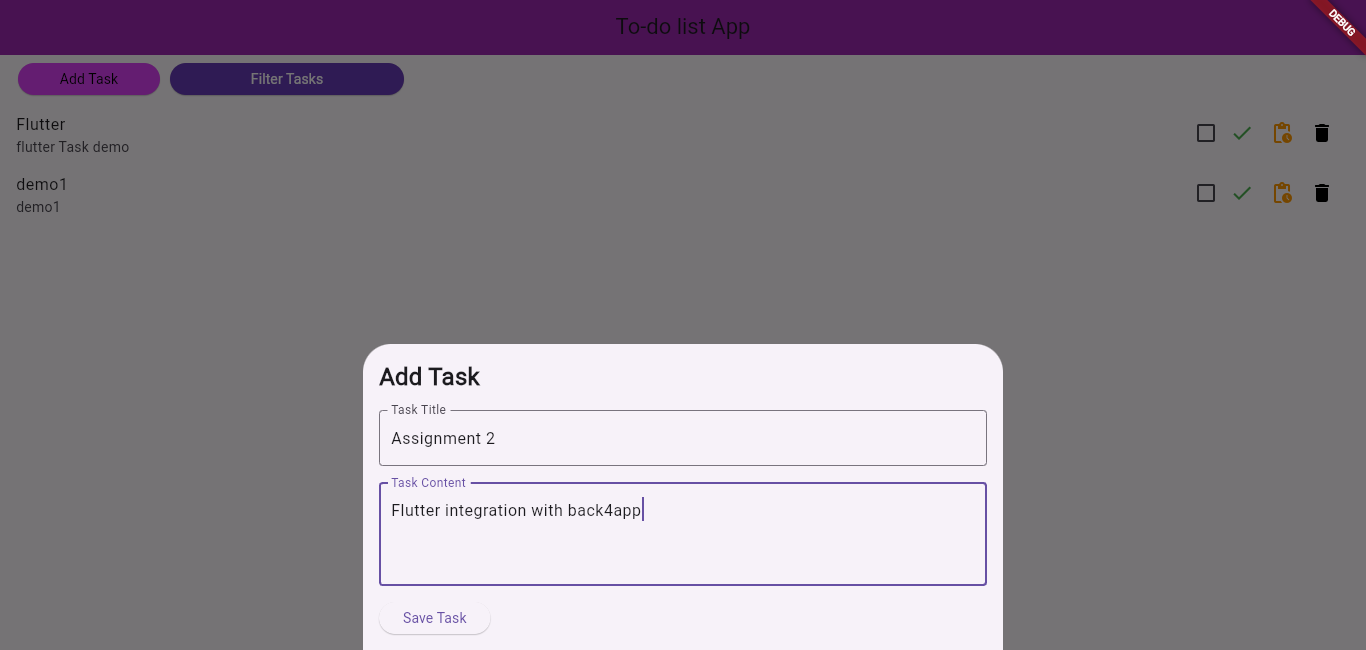 To-do list App
DEBUG
Add Task
Filter Tasks
Flutter
flutter Task demo
demo1
demo1
Add Task
Task Title
Assignment 2
Task Content
Flutter integration with back4app
Save Task